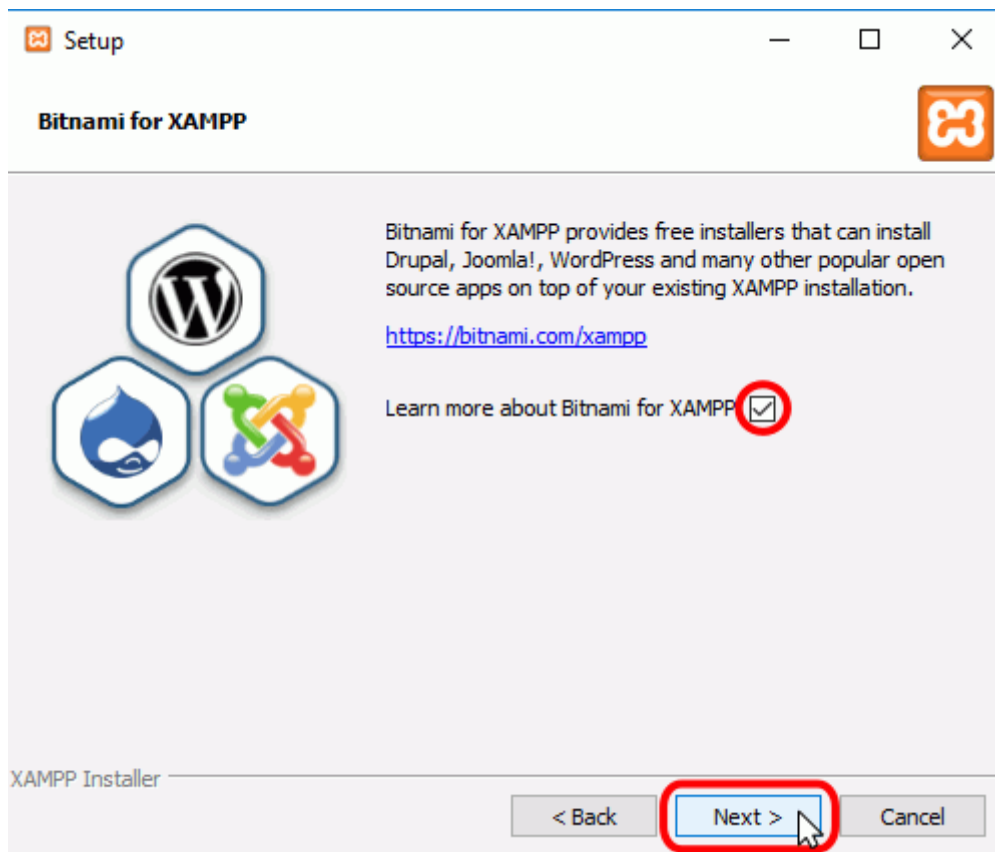 Setup
Bitnami for XAMPP
Bitnami for XAMPP provides free installers that can install
Drupal, Joomla!, WordPress and many other popular open
source apps on top of your existing XAMPP installation.
https://bitnami.com/xampp
Learn more about Bitnami for XAMPP
XAMPP Installer
< Back Next > Cancel